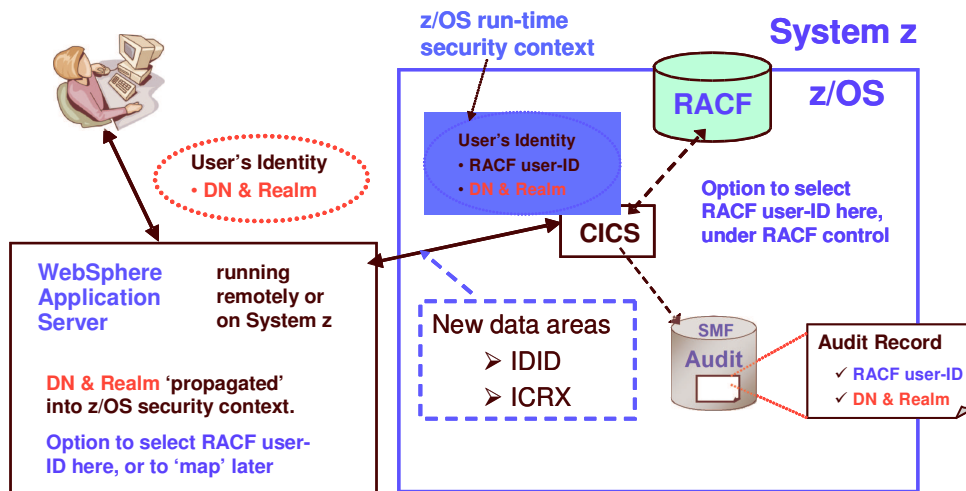 z/OS run-time
security context
System z
z/OS
RACF
User's Identity
• DN & Realm
User's Identity
• RACF user-ID
• DN & Realm
Option to select
RACF user-ID here,
under RACF control
CICS
WebSphere
Application
Server
running
remotely or
on System z
DN & Realm 'propagated'
into z/OS security context.
Option to select RACF user-
ID here, or to 'map' later
New data areas
➢ IDID
➢ ICRX
SMF
Audit
Audit Record
✓ RACF user-ID
✓ DN & Realm